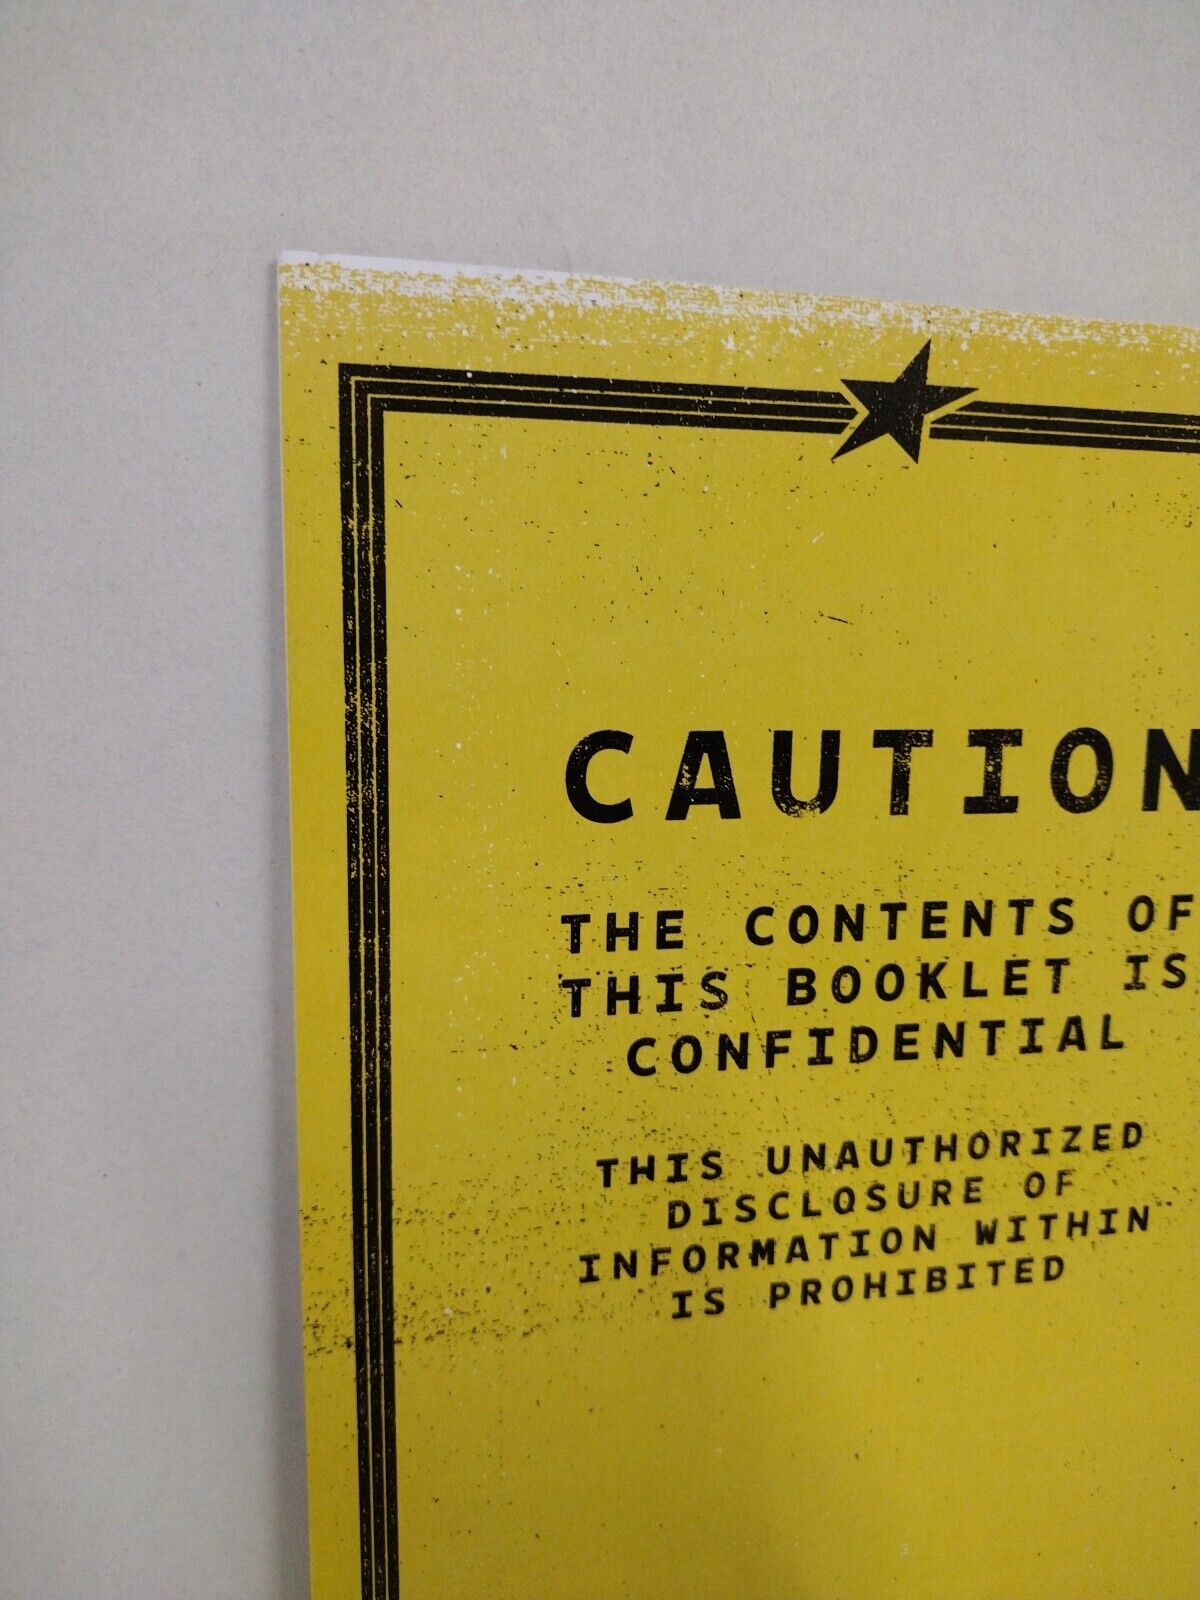 CAUTION
THE CONTENTS OF
THIS BOOKLET IS
CONFIDENTIAL
THIS UNAUTHORIZED
DISCLOSURE OF
INFORMATION WITHIN
IS PROHIBITED